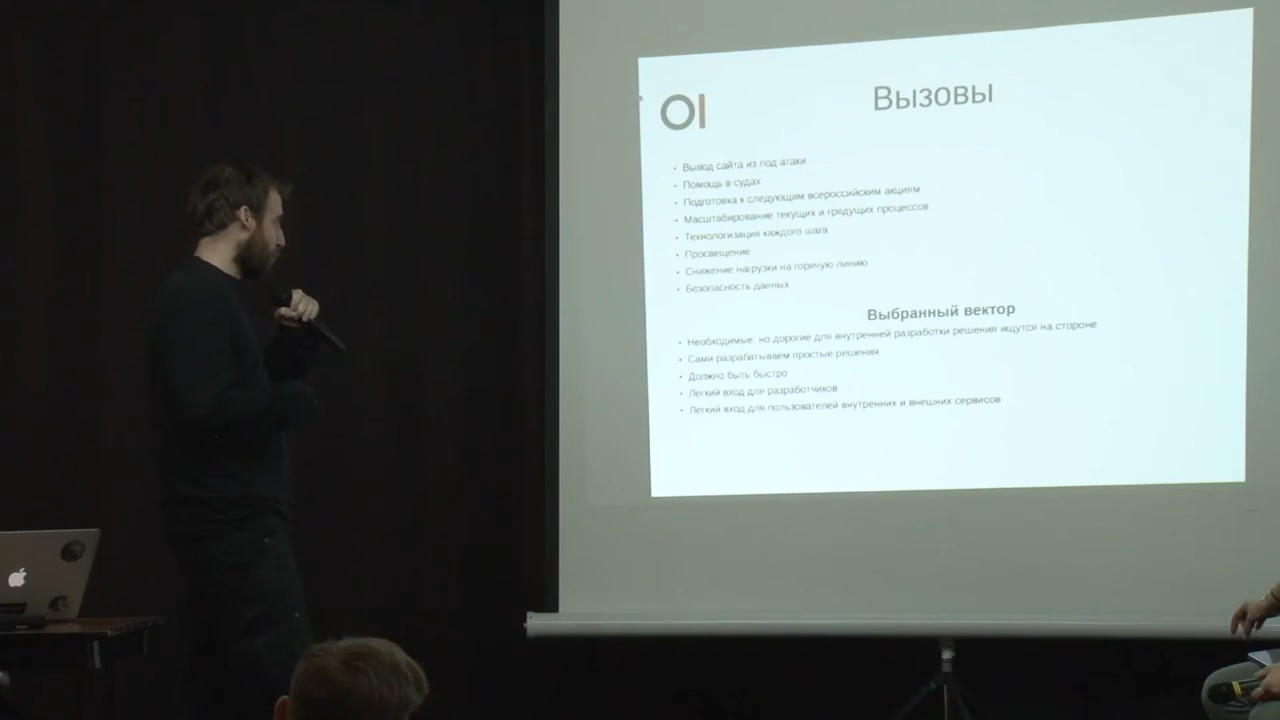 OI
Вызовы
Вывод сайта из под атаки
Помощь в судах
Подготовка к следующим всероссийским акциям
Масштабирование текущих и грядущих процессов
Технологизация каждого шага
Просвещение
Снижение нагрузки на горячую линию
Безопасность данных
Выбранный вектор
Необходимые, но дорогие для внутренней разработки решения ищутся на стороне
Сами разрабатываем простые решения
Должно быть быстро
Легкий вход для разработчиков
Легкий вход для пользователей внутренних и внешних сервисов